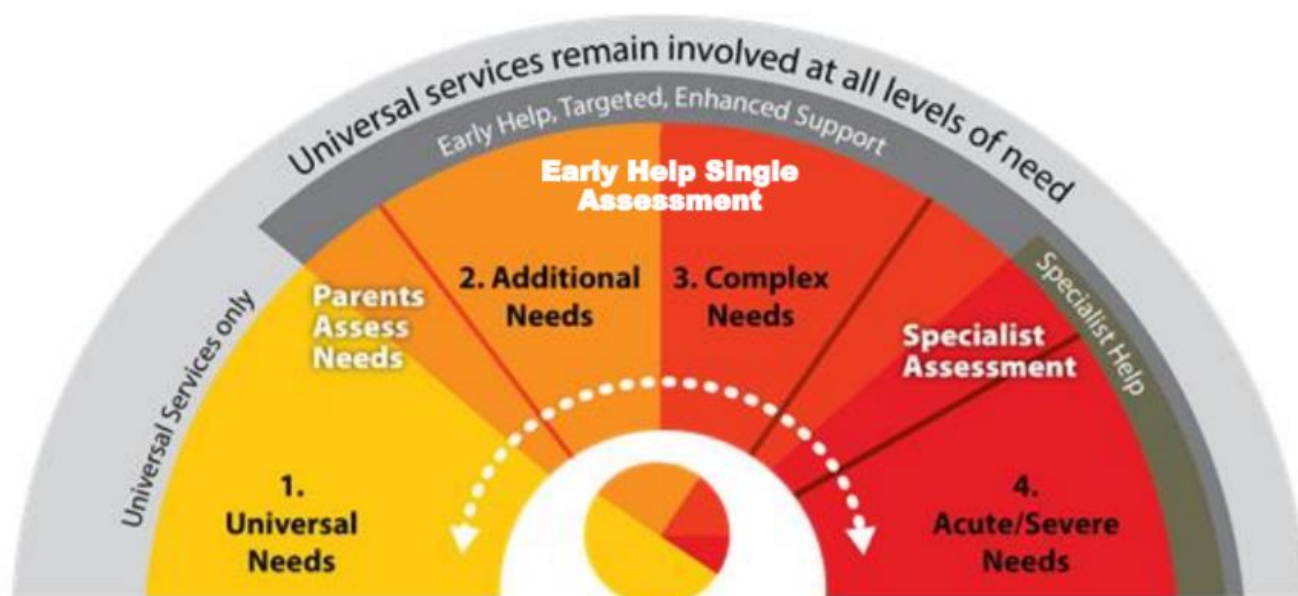 Universal services remain involved at all levels of need
Early Help, Targeted, Enhanced Support
Early Help Single
Assessment
Universal Services only
Parents
Assess
Needs
2. Additional
Needs
3. Complex
Needs
Specialist
Assessment
Specialist Help
1.
Universal
Needs
4.
Acute/Severe
Needs